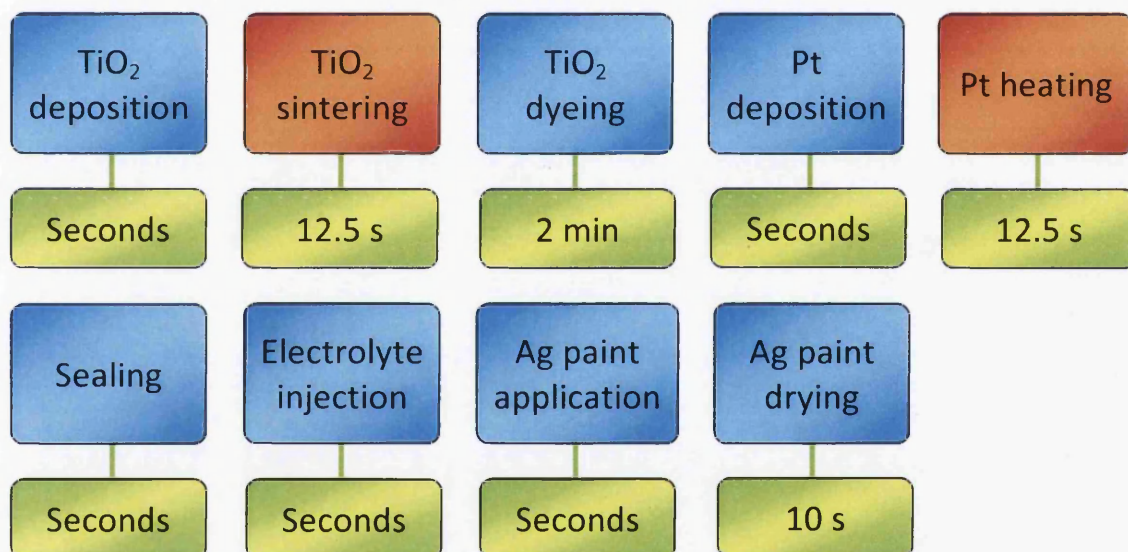 TiO₂
deposition
TiO₂
sintering
TiO₂
dyeing
Pt
deposition
Pt heating
Seconds
12.5 s
2 min
Seconds
12.5 s
Sealing
Electrolyte
injection
Ag paint
application
Ag paint
drying
Seconds
Seconds
Seconds
10 s